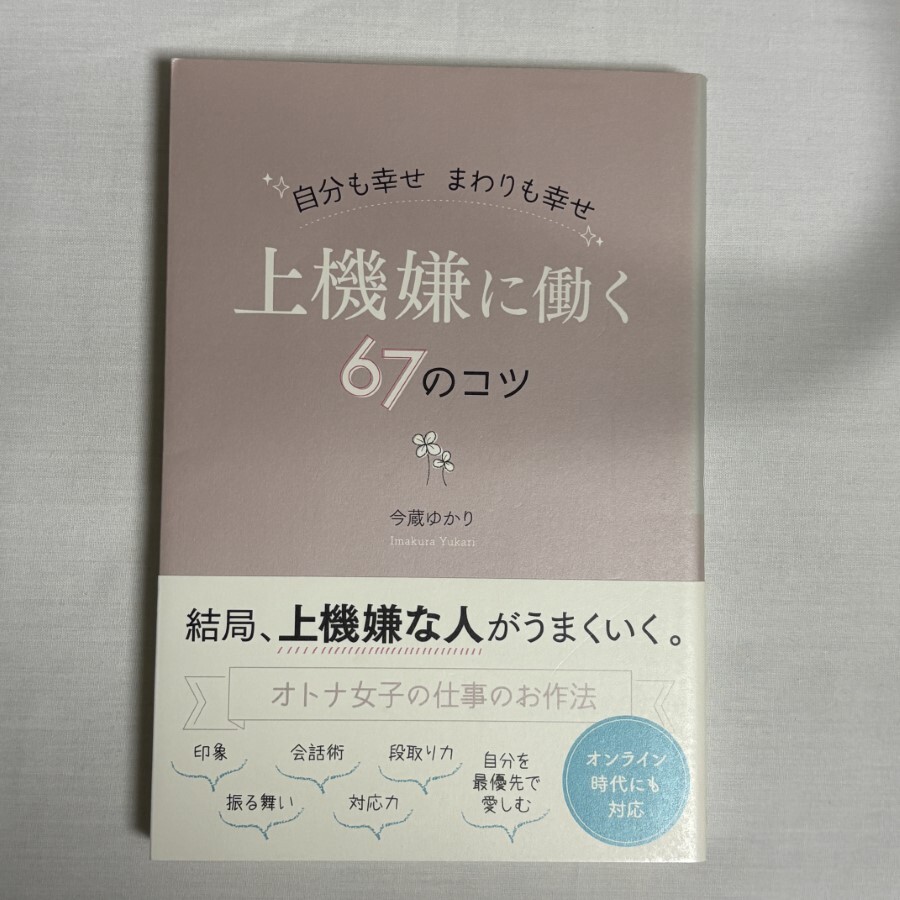 自分も幸せ まわりも幸せ
上機嫌に働く
67のコツ
今蔵ゆかり
Imakura Yukari
結局、上機嫌な人がうまくいく。
オトナ女子の仕事のお作法
印象
会話術
段取り力
自分を
最優先で
愛しむ
振る舞い
対応力
オンライン
時代にも
対応